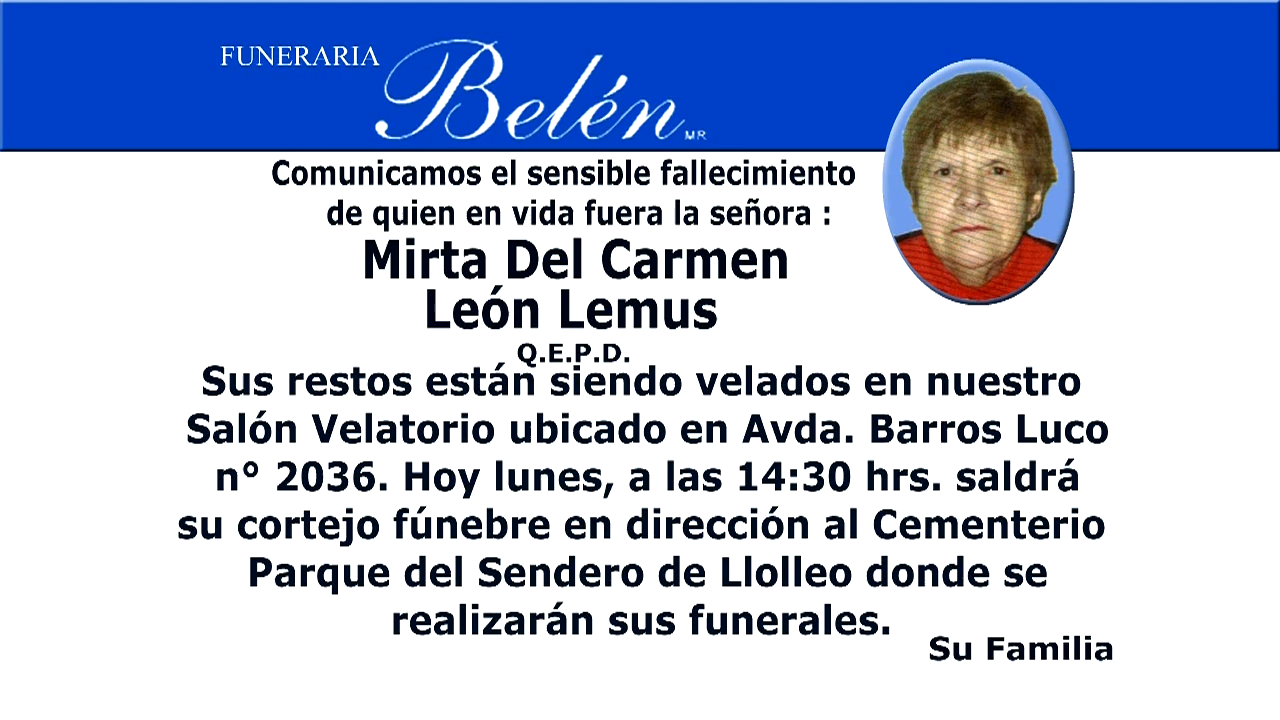 FUNERARIA
Belén MR
Comunicamos el sensible fallecimiento
de quien en vida fuera la señora :
Mirta Del Carmen
León Lemus
Q.E.P.D.
Sus restos están siendo velados en nuestro
Salón Velatorio ubicado en Avda. Barros Luco
n° 2036. Hoy lunes, a las 14:30 hrs. saldrá
su cortejo fúnebre en dirección al Cementerio
Parque del Sendero de Llolleo donde se
realizarán sus funerales.
Su Familia